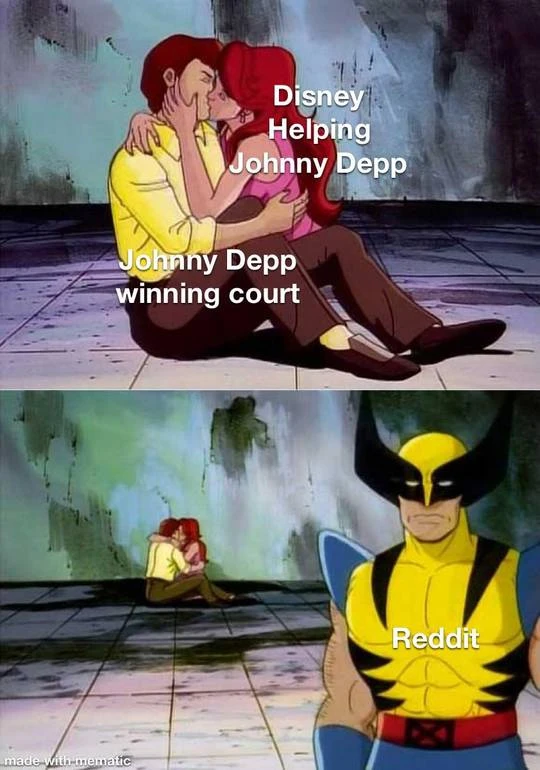 Disney
Helping
Johnny Depp
Johnny Depp
winning court
Reddit
made with mematic